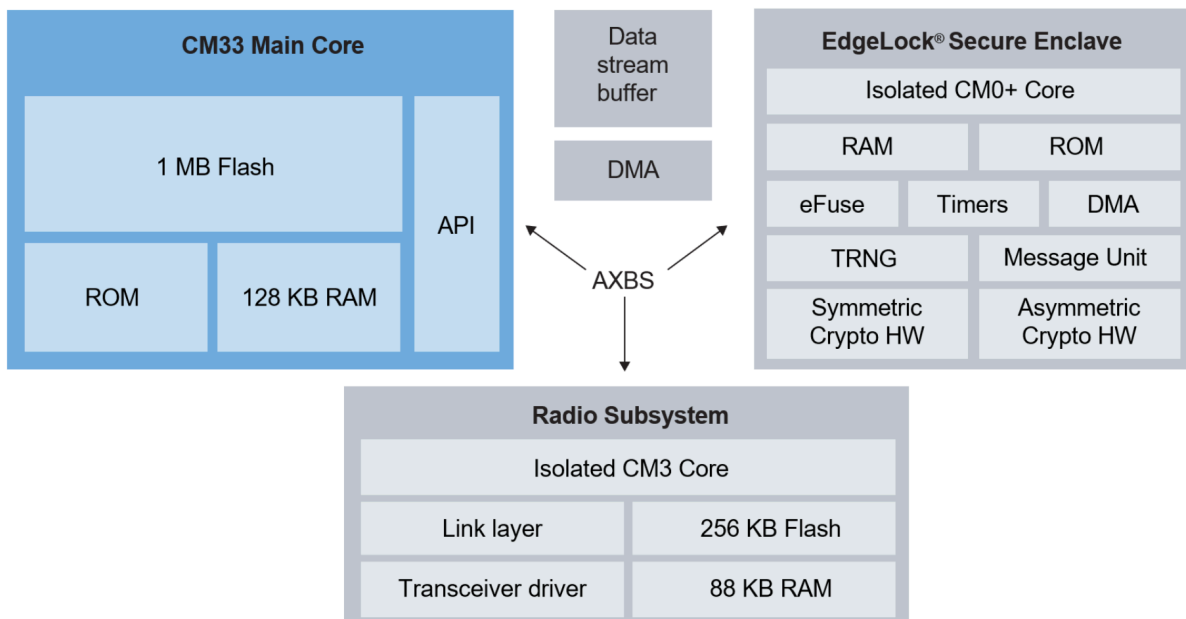 CM33 Main Core
1 MB Flash
API
ROM
128 KB RAM
Data
stream
buffer
DMA
AXBS
EdgeLock® Secure Enclave
Isolated CM0+ Core
RAM
ROM
eFuse
Timers
DMA
TRNG
Message Unit
Symmetric
Crypto HW
Asymmetric
Crypto HW
Radio Subsystem
Isolated CM3 Core
Link layer
256 KB Flash
Transceiver driver
88 KB RAM